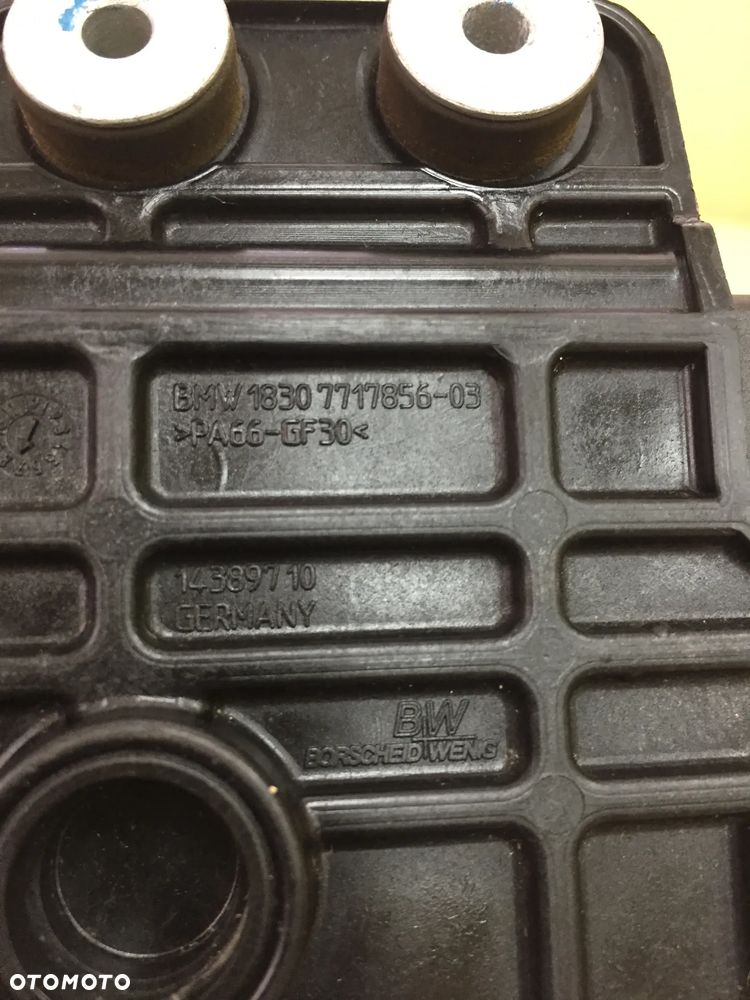 BMW 1830 7717856-03
>PA66-GF30<
14389710
GERMANY
BW
BORSCHEID+WENIG
OTOMOTO